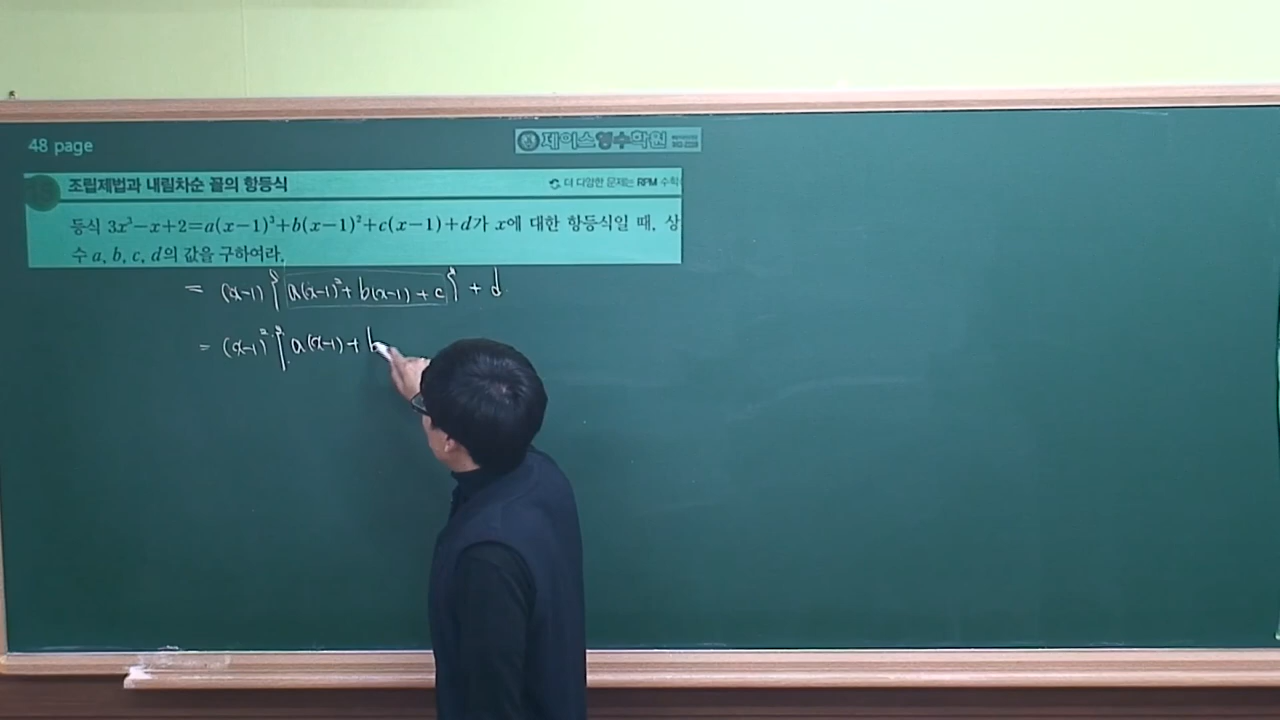 48 page
제이스영수학원
조립제법과 내림차순 꼴의 항등식
더 다양한 문제는 RPM 수학
등식 3x³−x+2=a(x−1)³+b(x−1)²+c(x−1)+d가 x에 대한 항등식일 때, 상
수 a, b, c, d의 값을 구하여라.
= (x-1) { a(x-1)²+ b(x-1) + c } + d
= (x-1)² { a(x-1) + b